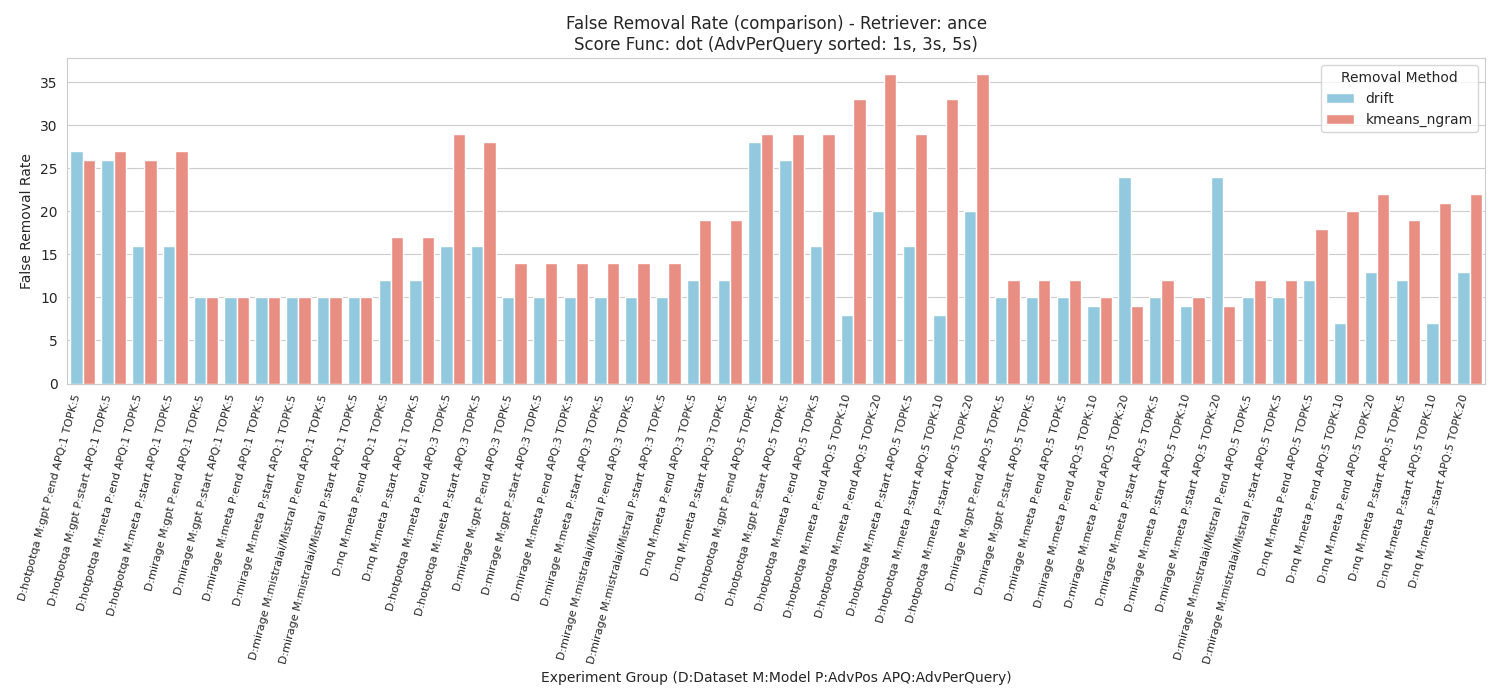 False Removal Rate (comparison) - Retriever: ance
Score Func: dot (AdvPerQuery sorted: 1s, 3s, 5s)
Removal Method
drift
kmeans_ngram
False Removal Rate
35
30
25
20
15
10
5
0
D:hotpotqa M:gpt P:end APQ:1 TOPK:5
D:hotpotqa M:gpt P:start APQ:1 TOPK:5
D:hotpotqa M:meta P:end APQ:1 TOPK:5
D:hotpotqa M:meta P:start APQ:1 TOPK:5
D:mirage M:gpt P:end APQ:1 TOPK:5
D:mirage M:gpt P:start APQ:1 TOPK:5
D:mirage M:meta P:end APQ:1 TOPK:5
D:mirage M:meta P:start APQ:1 TOPK:5
D:mirage M:mistralai/Mistral P:end APQ:1 TOPK:5
D:mirage M:mistralai/Mistral P:start APQ:1 TOPK:5
D:nq M:meta P:end APQ:1 TOPK:5
D:nq M:meta P:start APQ:1 TOPK:5
D:hotpotqa M:meta P:end APQ:3 TOPK:5
D:hotpotqa M:meta P:start APQ:3 TOPK:5
D:mirage M:gpt P:end APQ:3 TOPK:5
D:mirage M:gpt P:start APQ:3 TOPK:5
D:mirage M:meta P:end APQ:3 TOPK:5
D:mirage M:meta P:start APQ:3 TOPK:5
D:mirage M:mistralai/Mistral P:end APQ:3 TOPK:5
D:mirage M:mistralai/Mistral P:start APQ:3 TOPK:5
D:nq M:meta P:end APQ:3 TOPK:5
D:nq M:meta P:start APQ:3 TOPK:5
D:hotpotqa M:gpt P:end APQ:5 TOPK:5
D:hotpotqa M:gpt P:start APQ:5 TOPK:5
D:hotpotqa M:meta P:end APQ:5 TOPK:5
D:hotpotqa M:meta P:end APQ:5 TOPK:10
D:hotpotqa M:meta P:end APQ:5 TOPK:20
D:hotpotqa M:meta P:start APQ:5 TOPK:5
D:hotpotqa M:meta P:start APQ:5 TOPK:10
D:hotpotqa M:meta P:start APQ:5 TOPK:20
D:mirage M:gpt P:end APQ:5 TOPK:5
D:mirage M:gpt P:start APQ:5 TOPK:5
D:mirage M:meta P:end APQ:5 TOPK:5
D:mirage M:meta P:end APQ:5 TOPK:10
D:mirage M:meta P:end APQ:5 TOPK:20
D:mirage M:meta P:start APQ:5 TOPK:5
D:mirage M:meta P:start APQ:5 TOPK:10
D:mirage M:meta P:start APQ:5 TOPK:20
D:mirage M:mistralai/Mistral P:end APQ:5 TOPK:5
D:mirage M:mistralai/Mistral P:start APQ:5 TOPK:5
D:nq M:meta P:end APQ:5 TOPK:5
D:nq M:meta P:end APQ:5 TOPK:10
D:nq M:meta P:end APQ:5 TOPK:20
D:nq M:meta P:start APQ:5 TOPK:5
D:nq M:meta P:start APQ:5 TOPK:10
D:nq M:meta P:start APQ:5 TOPK:20
Experiment Group (D:Dataset M:Model P:AdvPos APQ:AdvPerQuery)